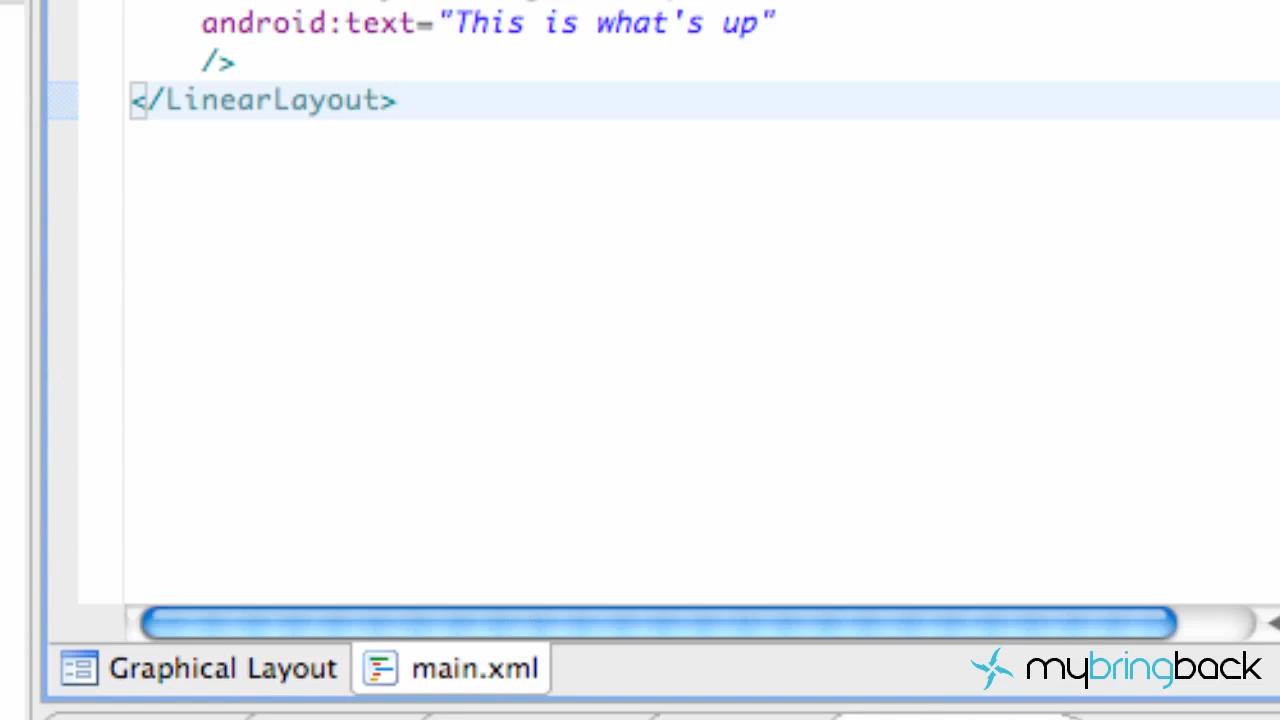 android:text="This is what's up"
/>
</LinearLayout>
Graphical Layout
main.xml
mybringback